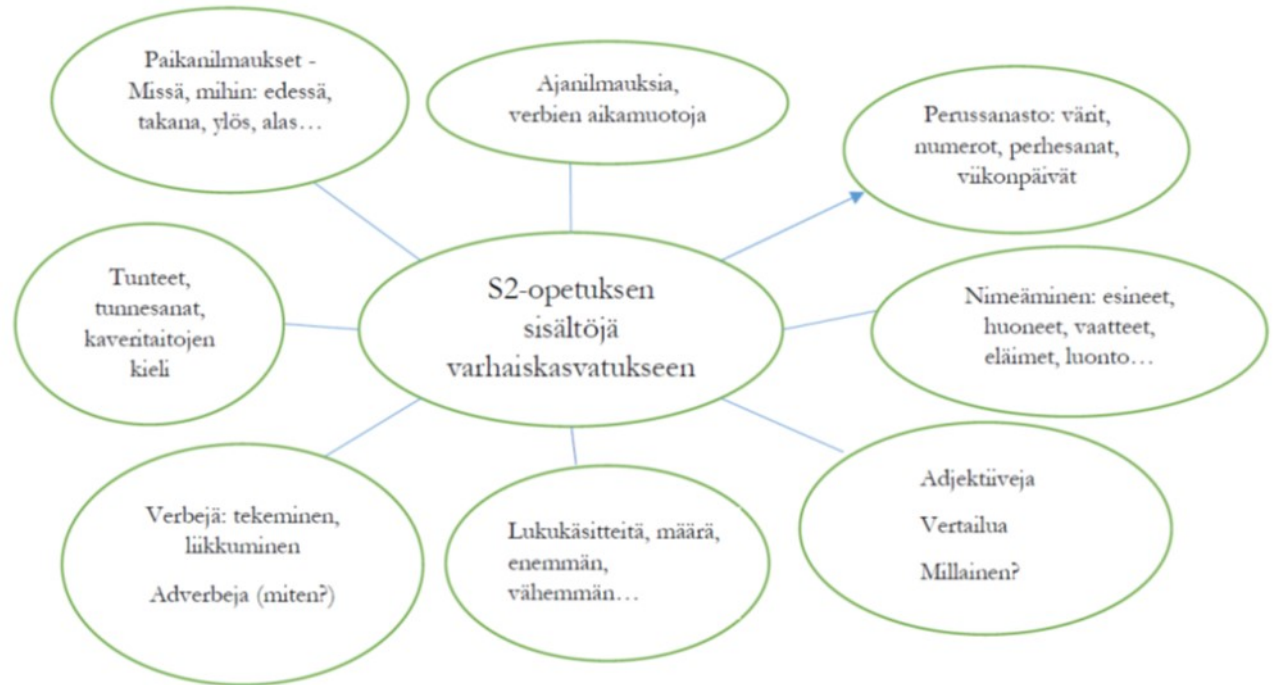 Paikanilmaukset -
Missä, mihin: edessä,
takana, ylös, alas…
Ajanilmauksia,
verbien aikamuotoja
Perussanasto: värit,
numerot, perhesanat,
viikonpäivät
Tunteet,
tunnesanat,
kaveritaitojen
kieli
S2-opetuksen
sisältöjä
varhaiskasvatukseen
Nimeäminen: esineet,
huoneet, vaatteet,
eläimet, luonto…
Verbejä: tekeminen,
liikkuminen
Adverbeja (miten?)
Lukukäsitteitä, määrä,
enemmän,
vähemmän…
Adjektiiveja
Vertailua
Millainen?